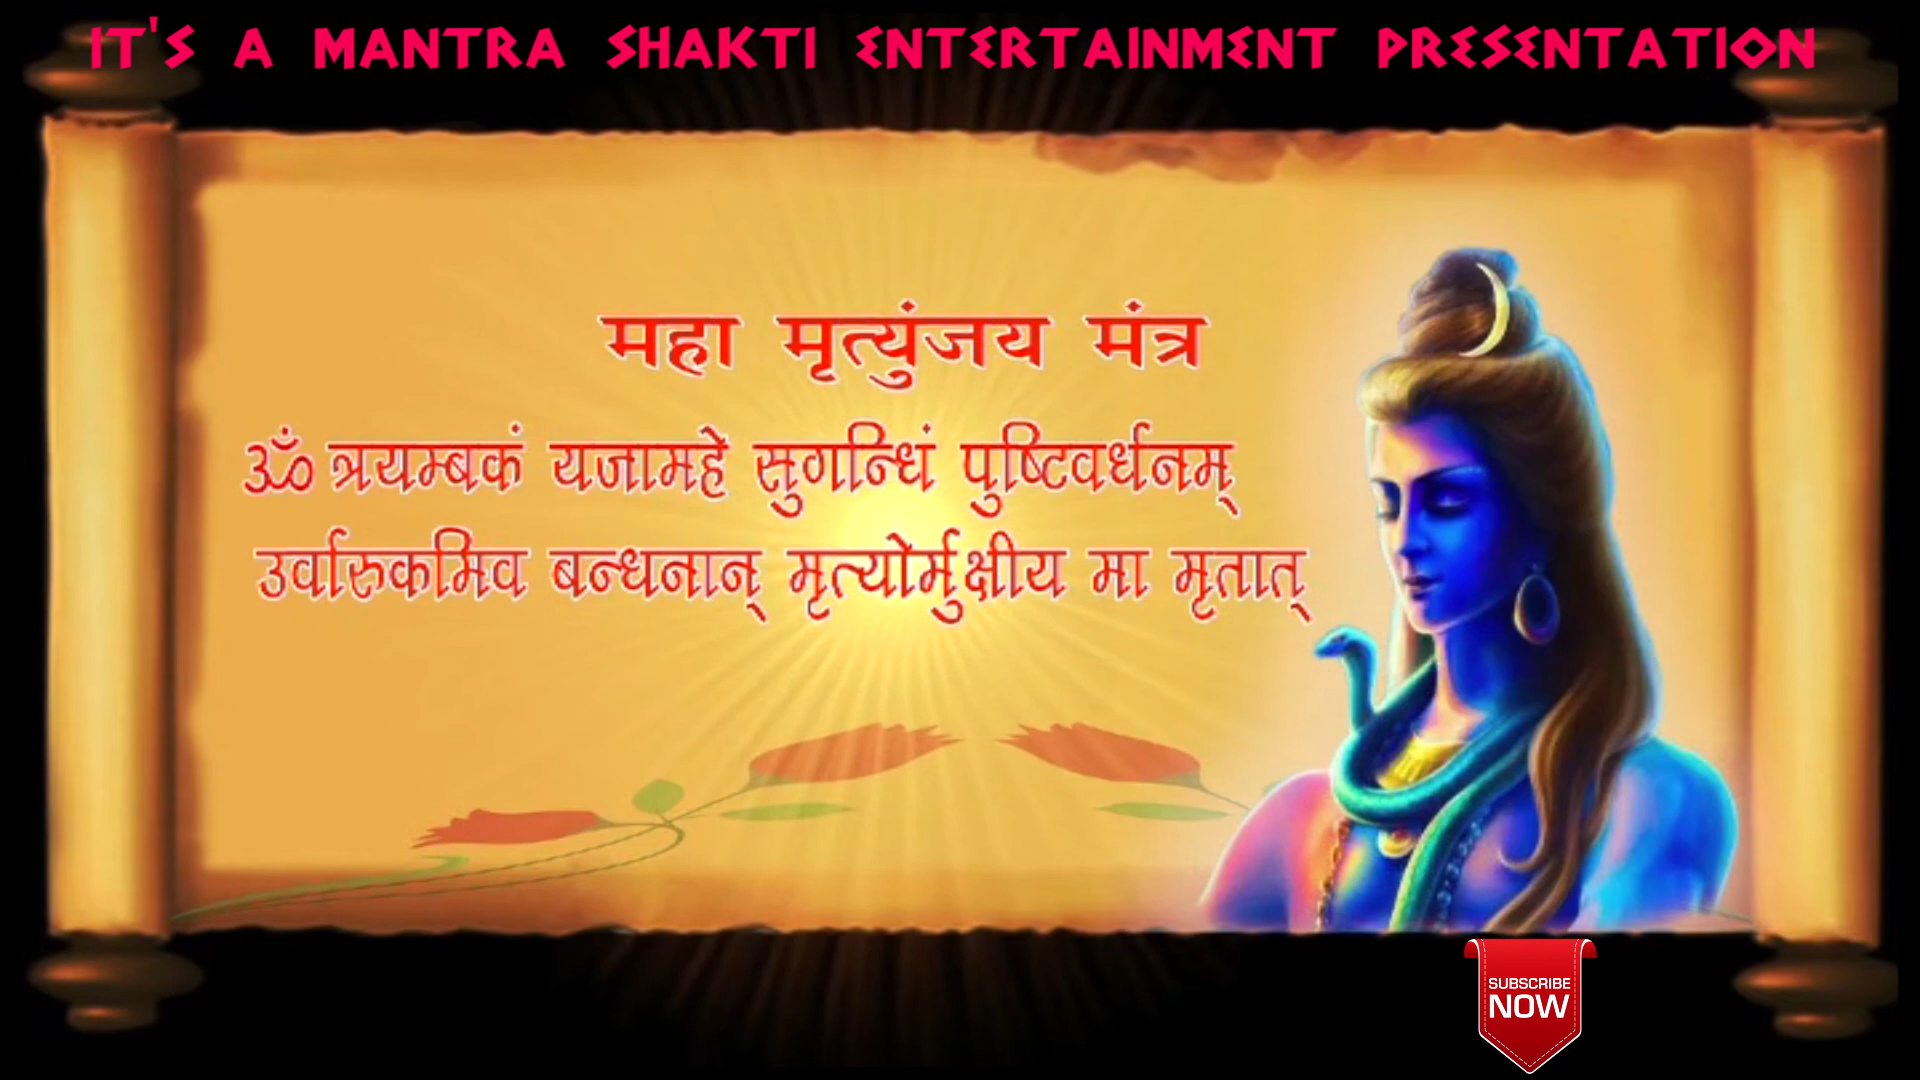 IT'S A MANTRA SHAKTI ENTERTAINMENT PRESENTATION
महा मृत्युंजय मंत्र
ॐ त्रयम्बकं यजामहे सुगन्धिं पुष्टिवर्धनम्
उर्वारुकमिव बन्धनान् मृत्योर्मुक्षीय मा मृतात्
SUBSCRIBE
NOW